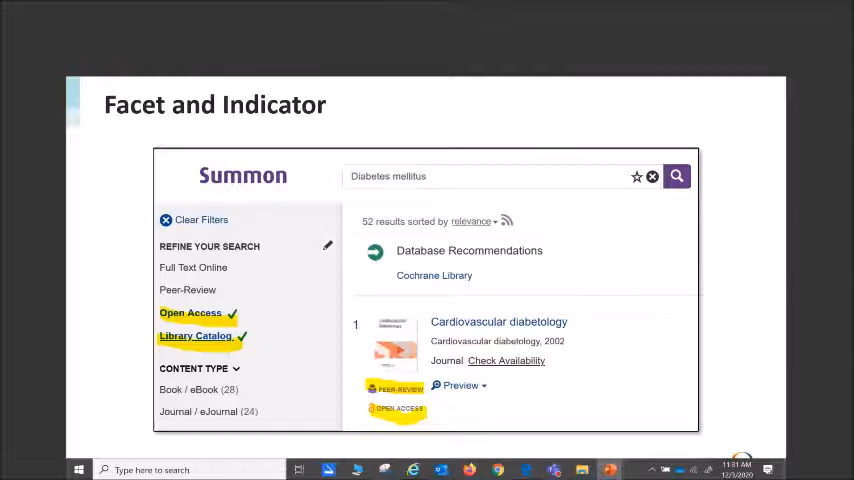 Facet and Indicator
Summon
Diabetes mellitus
Clear Filters
REFINE YOUR SEARCH
Full Text Online
Peer-Review
Open Access
Library Catalog
CONTENT TYPE
Book / eBook (28)
Journal / eJournal (24)
52 results sorted by relevance
Database Recommendations
Cochrane Library
1
Cardiovascular diabetology
Cardiovascular diabetology, 2002
Journal Check Availability
Preview
PEER-REVIEW
OPEN ACCESS
Type here to search
11:31 AM
12/3/2020